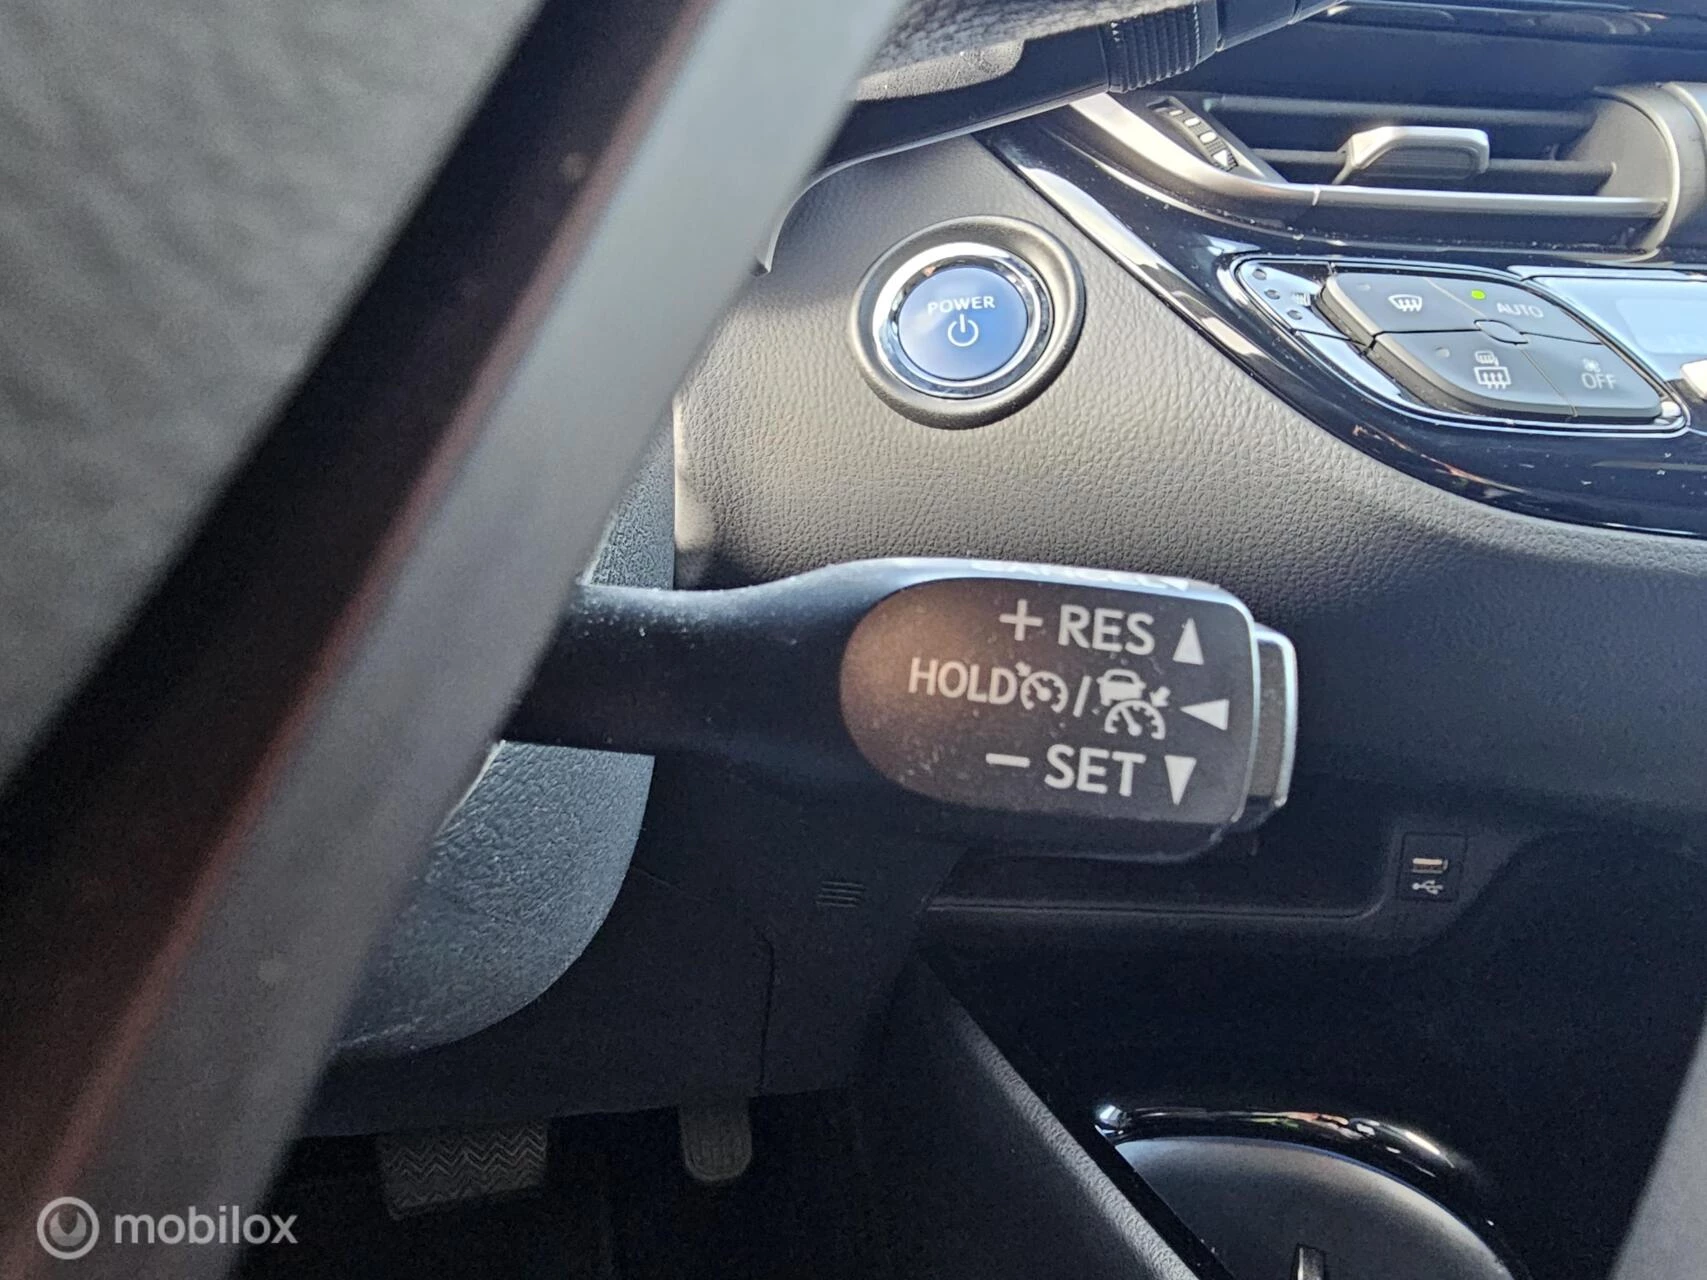 POWER
AUTO
OFF
+ RES ▲
HOLD / ◀
- SET ▼
mobilox